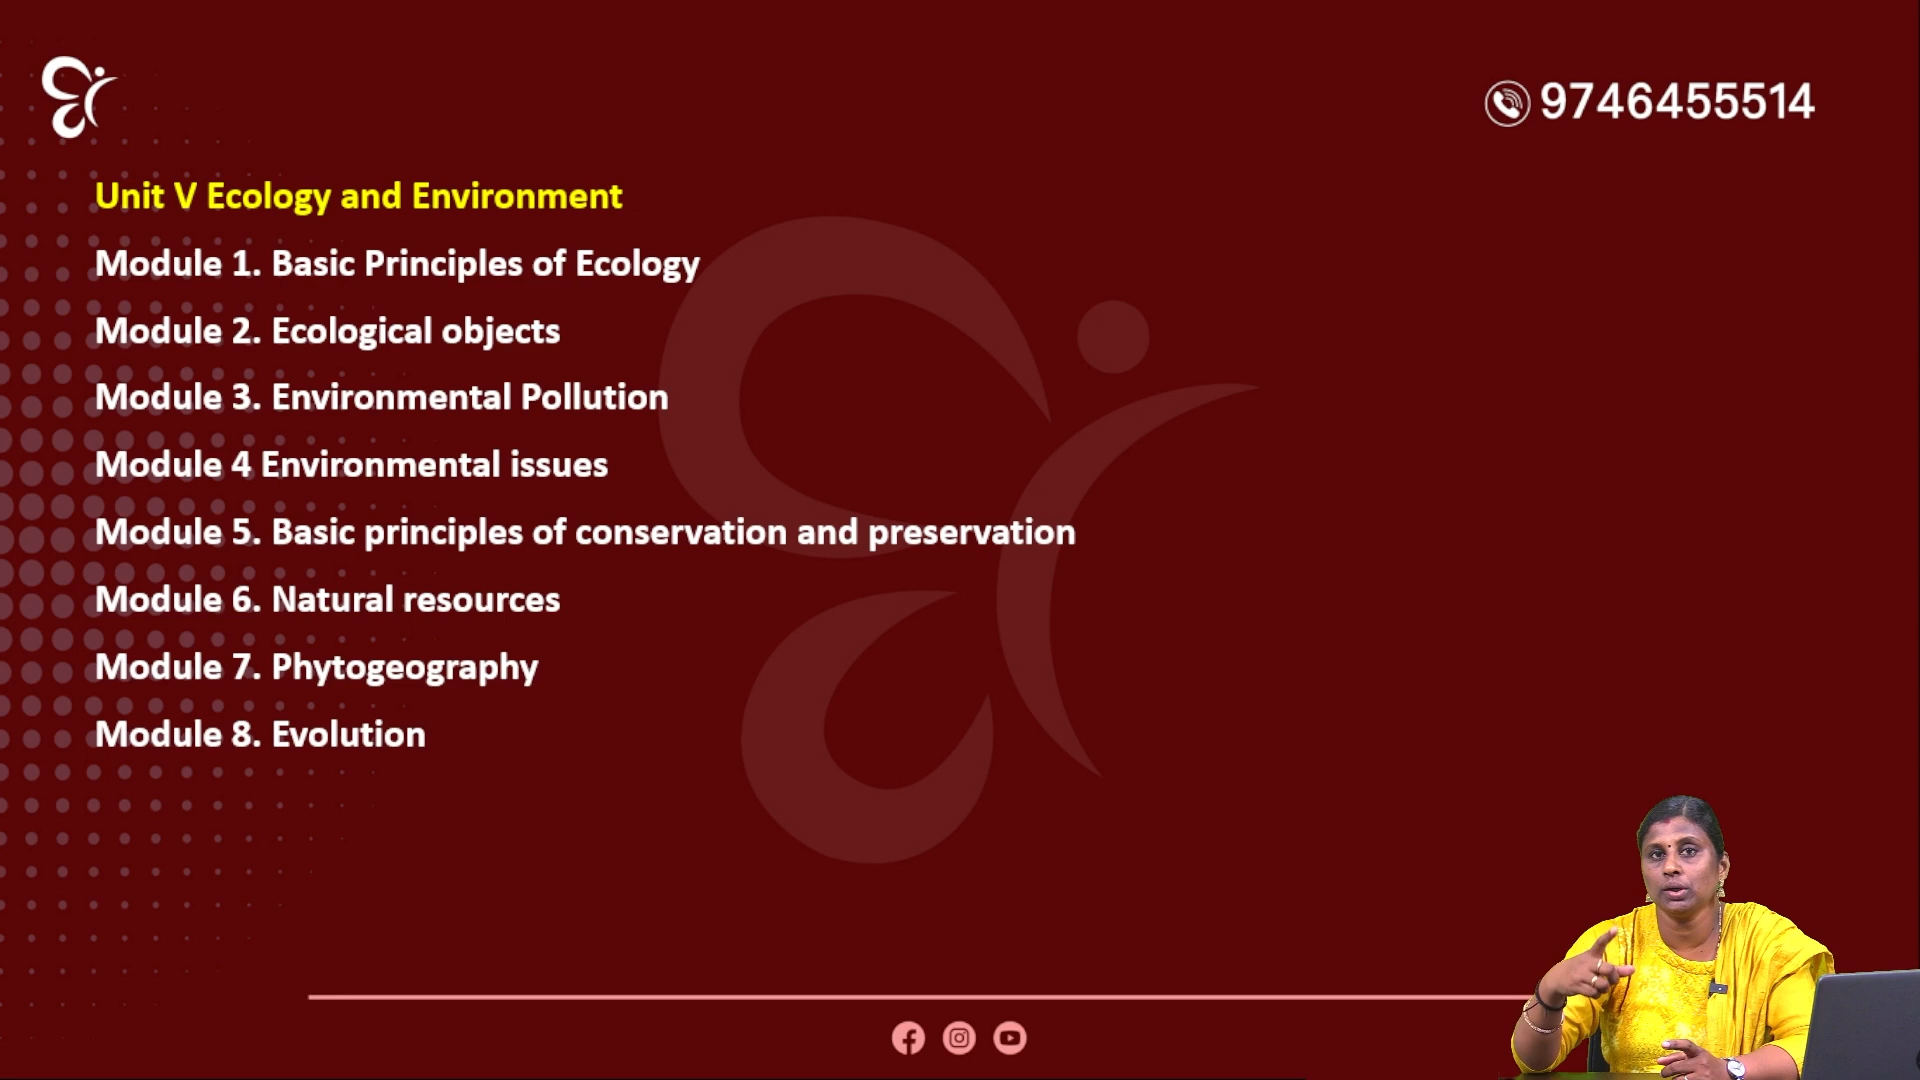 9746455514
Unit V Ecology and Environment
Module 1. Basic Principles of Ecology
Module 2. Ecological objects
Module 3. Environmental Pollution
Module 4 Environmental issues
Module 5. Basic principles of conservation and preservation
Module 6. Natural resources
Module 7. Phytogeography
Module 8. Evolution